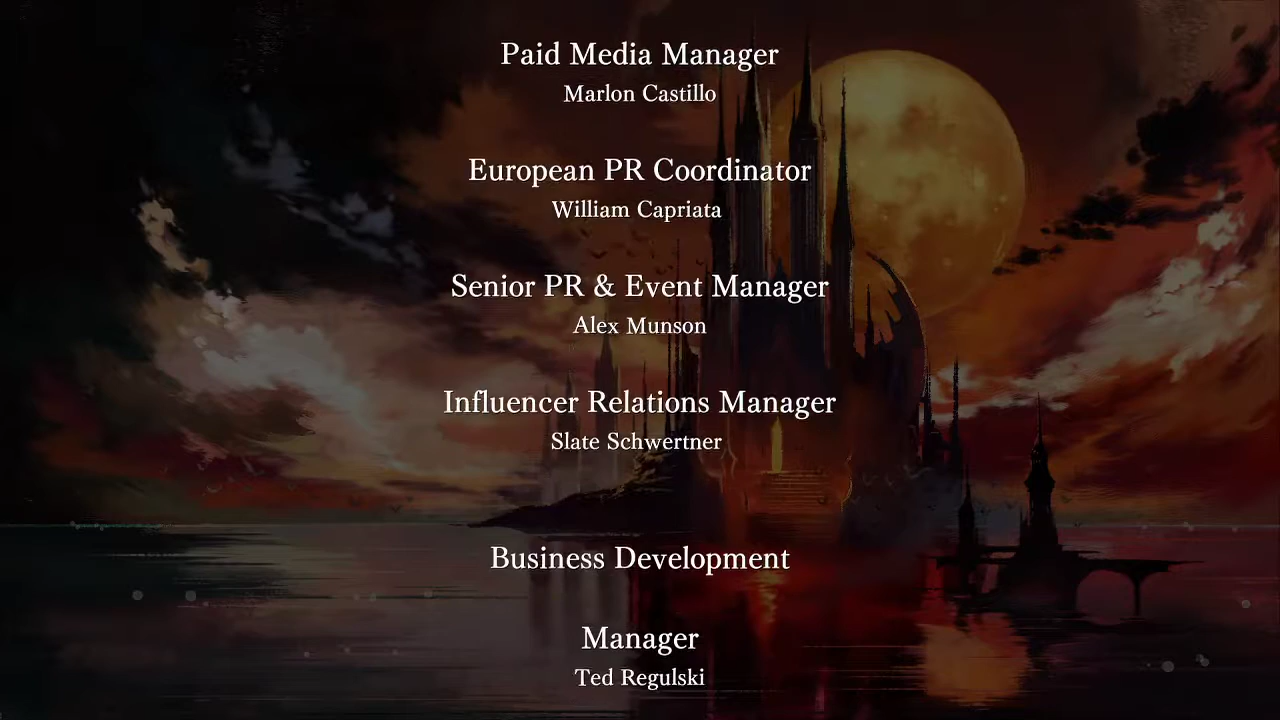 Paid Media Manager
Marlon Castillo
European PR Coordinator
William Capriata
Senior PR & Event Manager
Alex Munson
Influencer Relations Manager
Slate Schwertner
Business Development
Manager
Ted Regulski